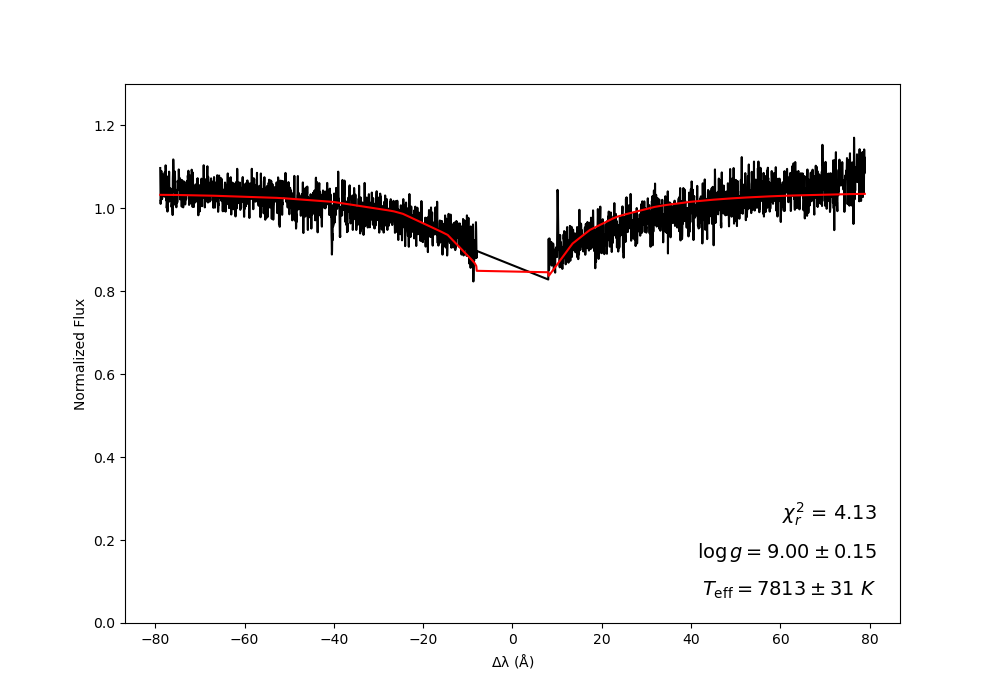 1.2
1.0
0.8
0.6
0.4
0.2
0.0
Normalized Flux
χ²ᵣ = 4.13
log g = 9.00 ± 0.15
T_eff = 7813 ± 31 K
−80 −60 −40 −20 0 20 40 60 80
Δλ (Å)